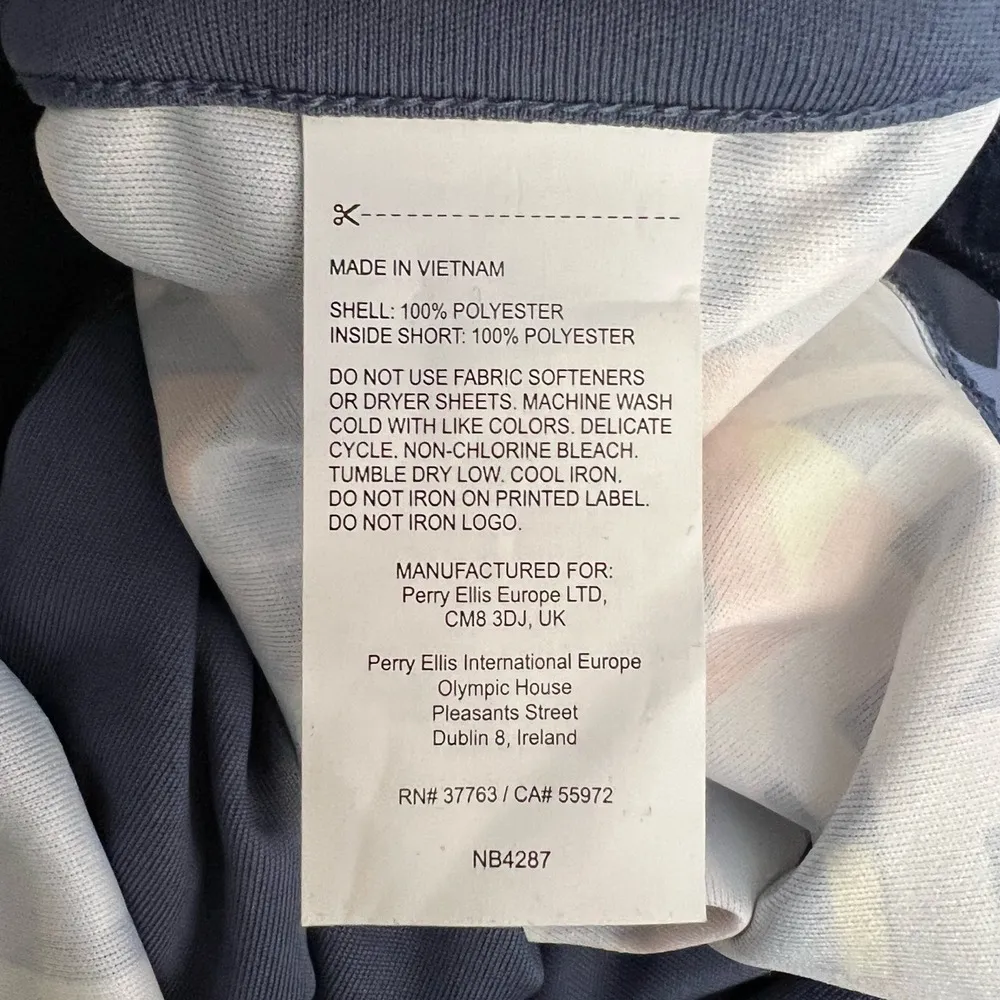 MADE IN VIETNAM
SHELL: 100% POLYESTER
INSIDE SHORT: 100% POLYESTER
DO NOT USE FABRIC SOFTENERS
OR DRYER SHEETS. MACHINE WASH
COLD WITH LIKE COLORS. DELICATE
CYCLE. NON-CHLORINE BLEACH.
TUMBLE DRY LOW. COOL IRON.
DO NOT IRON ON PRINTED LABEL.
DO NOT IRON LOGO.
MANUFACTURED FOR:
Perry Ellis Europe LTD,
CM8 3DJ, UK
Perry Ellis International Europe
Olympic House
Pleasants Street
Dublin 8, Ireland
RN# 37763 / CA# 55972
NB4287